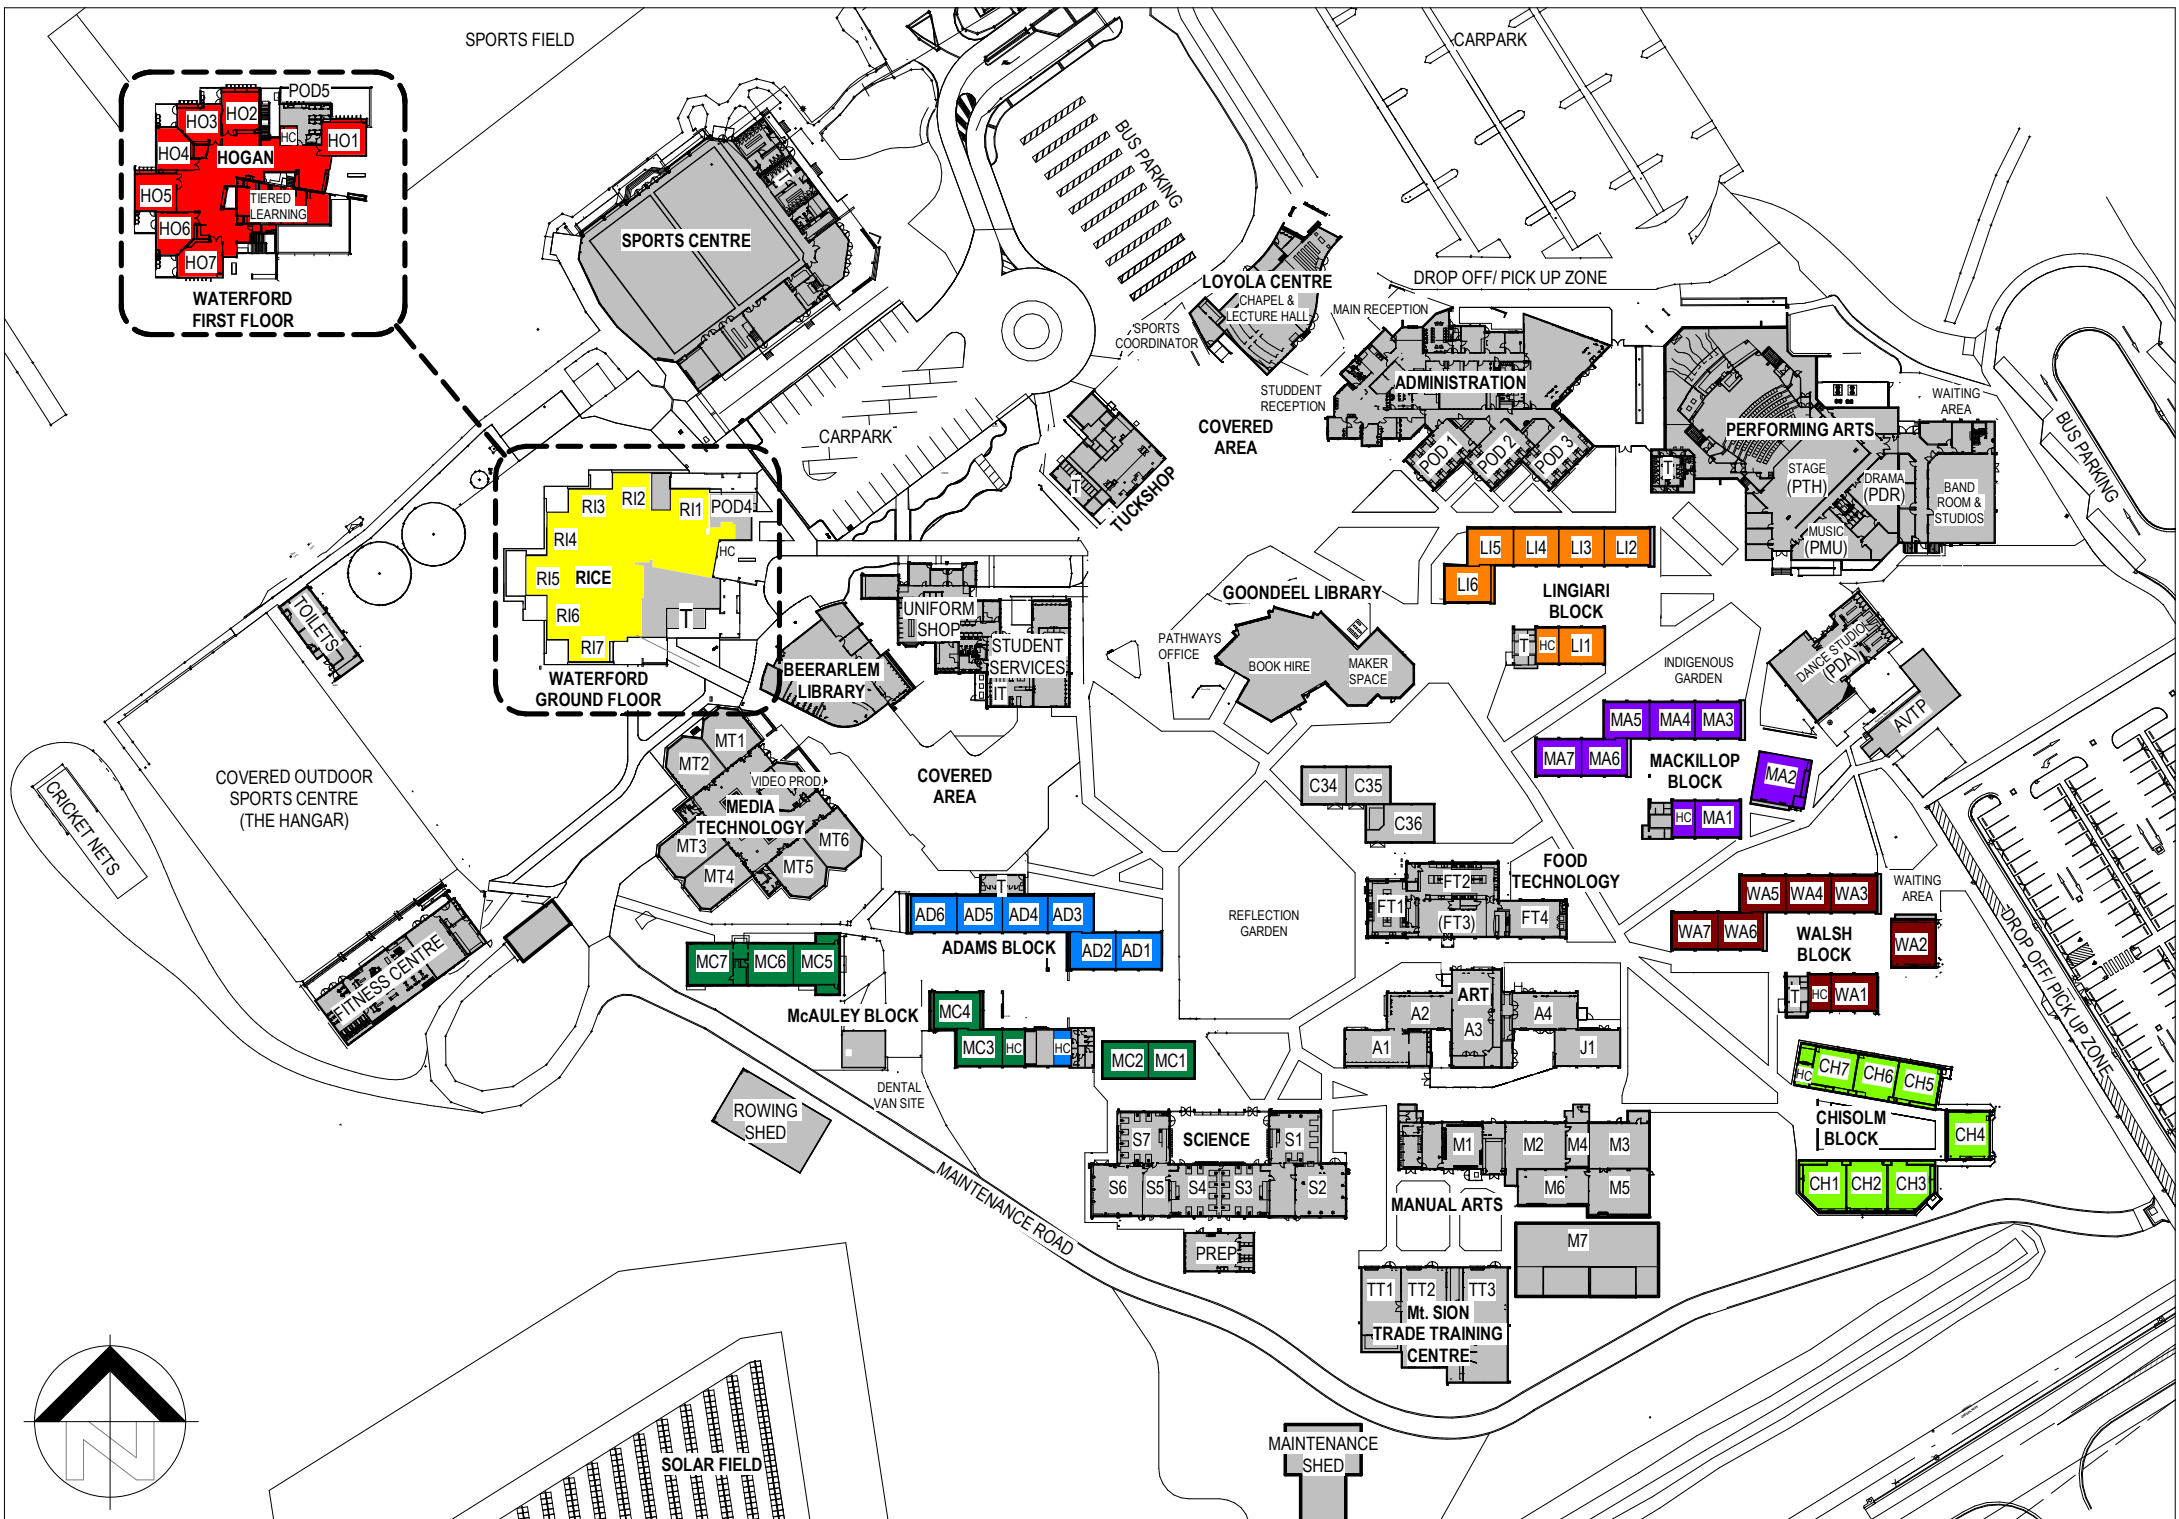 SPORTS FIELD
CARPARK
POD5
HO2
HO3
HC
HO1
HO4
HOGAN
HO5
TIERED
LEARNING
HO6
HO7
WATERFORD
FIRST FLOOR
BUS PARKING
T
SPORTS CENTRE
LOYOLA CENTRE
CHAPEL &
LECTURE HALL
DROP OFF/ PICK UP ZONE
MAIN RECEPTION
SPORTS
COORDINATOR
STUDDENT
RECEPTION
ADMINISTRATION
COVERED
AREA
POD 1
POD 2
POD 3
WAITING
AREA
BUS PARKING
PERFORMING ARTS
T
STAGE
(PTH)
DRAMA
(PDR)
BAND
ROOM &
STUDIOS
MUSIC
(PMU)
CARPARK
T
TUCKSHOP
RI3
RI2
RI1
POD4
RI4
HC
RI5
RICE
RI6
T
RI7
WATERFORD
GROUND FLOOR
TOILETS
UNIFORM
SHOP
STUDENT
SERVICES
IT
BEERARLEM
LIBRARY
LI5
LI4
LI3
LI2
LI6
LINGIARI
BLOCK
T
HC
LI1
GOONDEEL LIBRARY
PATHWAYS
OFFICE
BOOK HIRE
MAKER
SPACE
INDIGENOUS
GARDEN
DANCE STUDIO
(PDA)
AVTP
MA5
MA4
MA3
MA7
MA6
MACKILLOP
BLOCK
MA2
HC
MA1
MT1
MT2
VIDEO PROD.
MEDIA
TECHNOLOGY
MT3
MT6
MT4
MT5
COVERED
AREA
COVERED OUTDOOR
SPORTS CENTRE
(THE HANGAR)
CRICKET NETS
FITNESS CENTRE
C34
C35
C36
FOOD
TECHNOLOGY
FT2
FT1
(FT3)
FT4
WAITING
AREA
WA5
WA4
WA3
WA7
WA6
WALSH
BLOCK
WA2
T
HC
WA1
DROP OFF/ PICK UP ZONE
T
AD6
AD5
AD4
AD3
ADAMS BLOCK
AD2
AD1
REFLECTION
GARDEN
MC7
MC6
MC5
McAULEY BLOCK
MC4
MC3
HC
HC
MC2
MC1
DENTAL
VAN SITE
ROWING
SHED
ART
A2
A3
A4
A1
J1
HC
CH7
CH6
CH5
CHISOLM
BLOCK
CH4
CH1
CH2
CH3
S7
SCIENCE
S1
S6
S5
S4
S3
S2
PREP
M1
M2
M4
M3
M6
M5
MANUAL ARTS
M7
MAINTENANCE ROAD
TT1
TT2
TT3
Mt. SION
TRADE TRAINING
CENTRE
MAINTENANCE
SHED
SOLAR FIELD
N